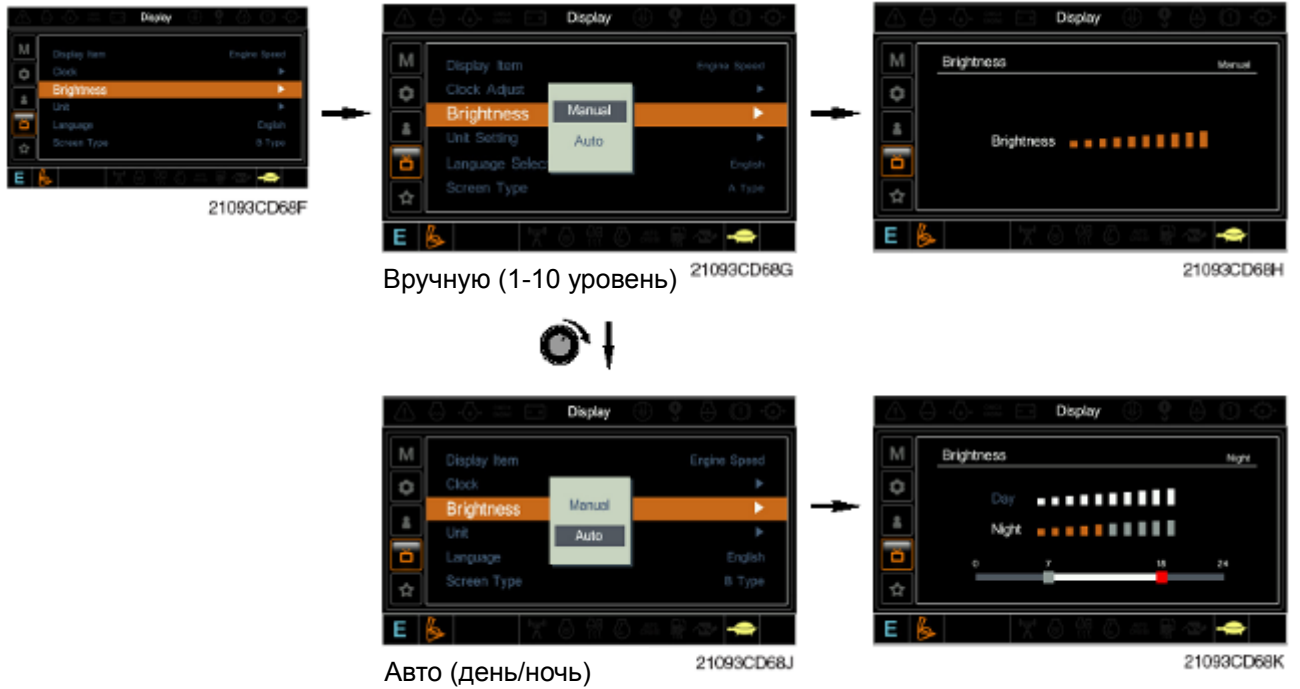 Display
M
Display Item Engine Speed
Clock
Brightness
Unit
Language English
Screen Type B Type
E
21093CD68F
Display
M
Display Item Engine Speed
Clock Adjust
Brightness
Manual
Auto
Unit Setting
Language Selec
English
Screen Type A Type
E
21093CD68G
Вручную (1-10 уровень)
Display
M
Brightness Manual
Brightness
E
21093CD68H
Display
M
Display Item Engine Speed
Clock
Brightness
Manual
Auto
Unit
Language English
Screen Type B Type
E
21093CD68J
Авто (день/ночь)
Display
M
Brightness Night
Day
Night
0 7 18 24
E
21093CD68K